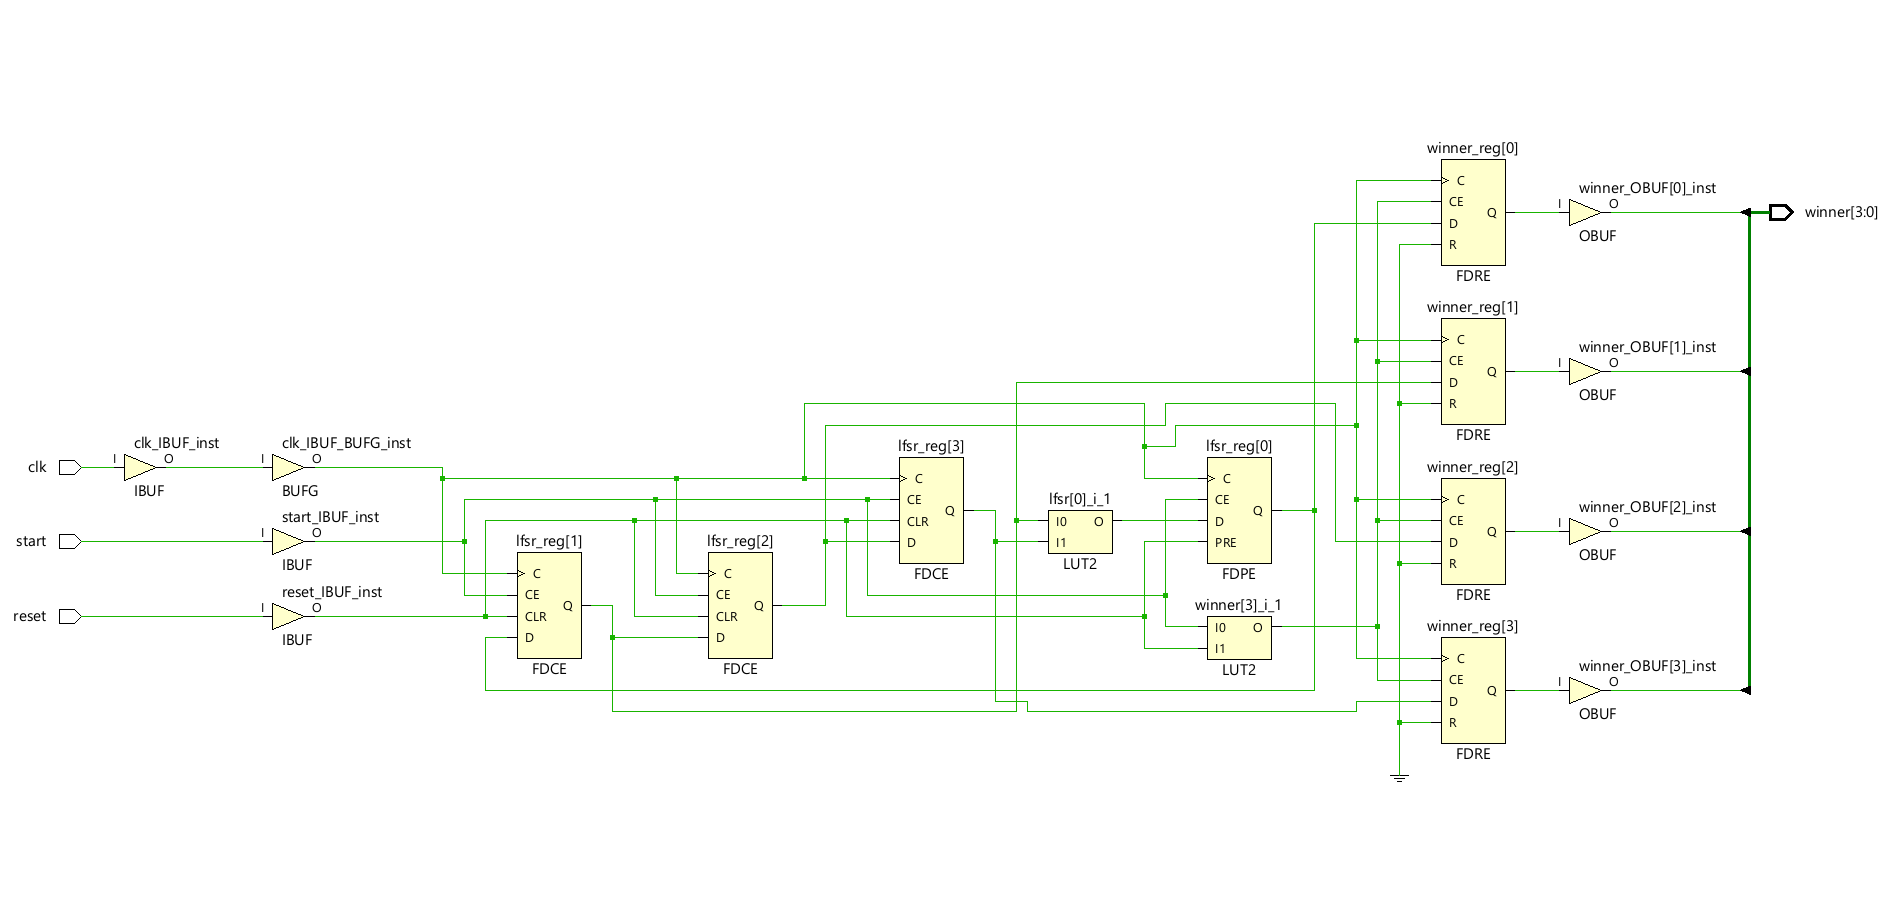 winner_reg[0]
C
CE
D
R
Q
FDRE
winner_OBUF[0]_inst
I
O
OBUF
winner[3:0]
winner_reg[1]
C
CE
D
R
Q
FDRE
winner_OBUF[1]_inst
I
O
OBUF
clk
clk_IBUF_inst
I
O
IBUF
clk_IBUF_BUFG_inst
I
O
BUFG
start
start_IBUF_inst
I
O
IBUF
reset
reset_IBUF_inst
I
O
IBUF
lfsr_reg[1]
C
CE
CLR
D
Q
FDCE
lfsr_reg[2]
C
CE
CLR
D
Q
FDCE
lfsr_reg[3]
C
CE
CLR
D
Q
FDCE
lfsr[0]_i_1
I0
I1
O
LUT2
lfsr_reg[0]
C
CE
D
PRE
Q
FDPE
winner[3]_i_1
I0
I1
O
LUT2
winner_reg[2]
C
CE
D
R
Q
FDRE
winner_OBUF[2]_inst
I
O
OBUF
winner_reg[3]
C
CE
D
R
Q
FDRE
winner_OBUF[3]_inst
I
O
OBUF